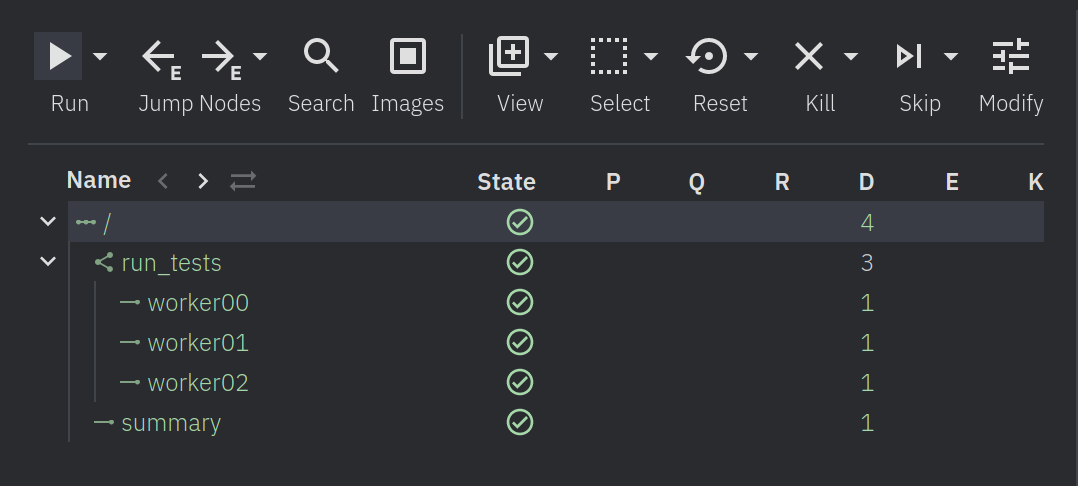 E E
Run Jump Nodes Search Images View Select Reset Kill Skip Modify
Name State P Q R D E K
/ 4
run_tests 3
worker00 1
worker01 1
worker02 1
summary 1